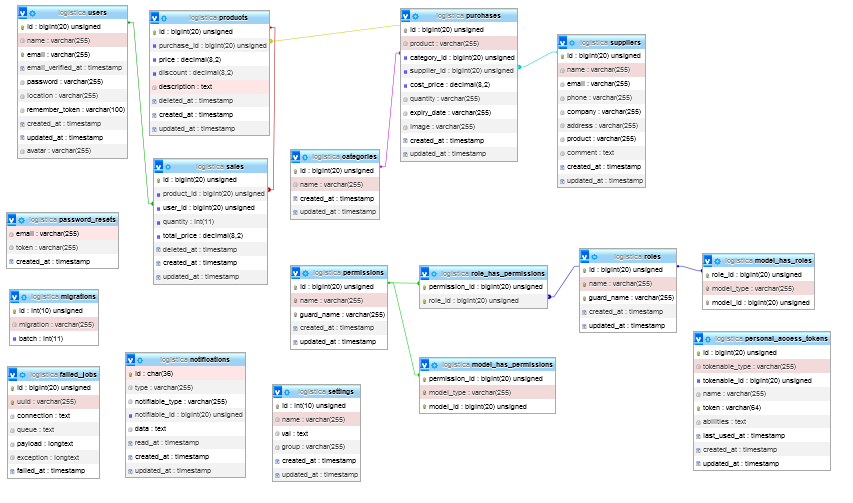 logistica users
id : bigint(20) unsigned
name : varchar(255)
email : varchar(255)
email_verified_at : timestamp
password : varchar(255)
location : varchar(255)
remember_token : varchar(100)
created_at : timestamp
updated_at : timestamp
avatar : varchar(255)
logistica products
id : bigint(20) unsigned
purchase_id : bigint(20) unsigned
price : decimal(8,2)
discount : decimal(8,2)
description : text
deleted_at : timestamp
created_at : timestamp
updated_at : timestamp
logistica purchases
id : bigint(20) unsigned
product : varchar(255)
category_id : bigint(20) unsigned
supplier_id : bigint(20) unsigned
cost_price : decimal(8,2)
quantity : varchar(255)
expiry_date : varchar(255)
image : varchar(255)
created_at : timestamp
updated_at : timestamp
logistica suppliers
id : bigint(20) unsigned
name : varchar(255)
email : varchar(255)
phone : varchar(255)
company : varchar(255)
address : varchar(255)
product : varchar(255)
comment : text
created_at : timestamp
updated_at : timestamp
logistica categories
id : bigint(20) unsigned
name : varchar(255)
created_at : timestamp
updated_at : timestamp
logistica sales
id : bigint(20) unsigned
product_id : bigint(20) unsigned
user_id : bigint(20) unsigned
quantity : int(11)
total_price : decimal(8,2)
deleted_at : timestamp
created_at : timestamp
updated_at : timestamp
logistica password_resets
email : varchar(255)
token : varchar(255)
created_at : timestamp
logistica permissions
id : bigint(20) unsigned
name : varchar(255)
guard_name : varchar(255)
created_at : timestamp
updated_at : timestamp
logistica role_has_permissions
permission_id : bigint(20) unsigned
role_id : bigint(20) unsigned
logistica roles
id : bigint(20) unsigned
name : varchar(255)
guard_name : varchar(255)
created_at : timestamp
updated_at : timestamp
logistica model_has_roles
role_id : bigint(20) unsigned
model_type : varchar(255)
model_id : bigint(20) unsigned
logistica migrations
id : int(10) unsigned
migration : varchar(255)
batch : int(11)
logistica failed_jobs
id : bigint(20) unsigned
uuid : varchar(255)
connection : text
queue : text
payload : longtext
exception : longtext
failed_at : timestamp
logistica notifications
id : char(36)
type : varchar(255)
notifiable_type : varchar(255)
notifiable_id : bigint(20) unsigned
data : text
read_at : timestamp
created_at : timestamp
updated_at : timestamp
logistica settings
id : int(10) unsigned
name : varchar(255)
val : text
group : varchar(255)
created_at : timestamp
updated_at : timestamp
logistica model_has_permissions
permission_id : bigint(20) unsigned
model_type : varchar(255)
model_id : bigint(20) unsigned
logistica personal_access_tokens
id : bigint(20) unsigned
tokenable_type : varchar(255)
tokenable_id : bigint(20) unsigned
name : varchar(255)
token : varchar(64)
abilities : text
last_used_at : timestamp
created_at : timestamp
updated_at : timestamp